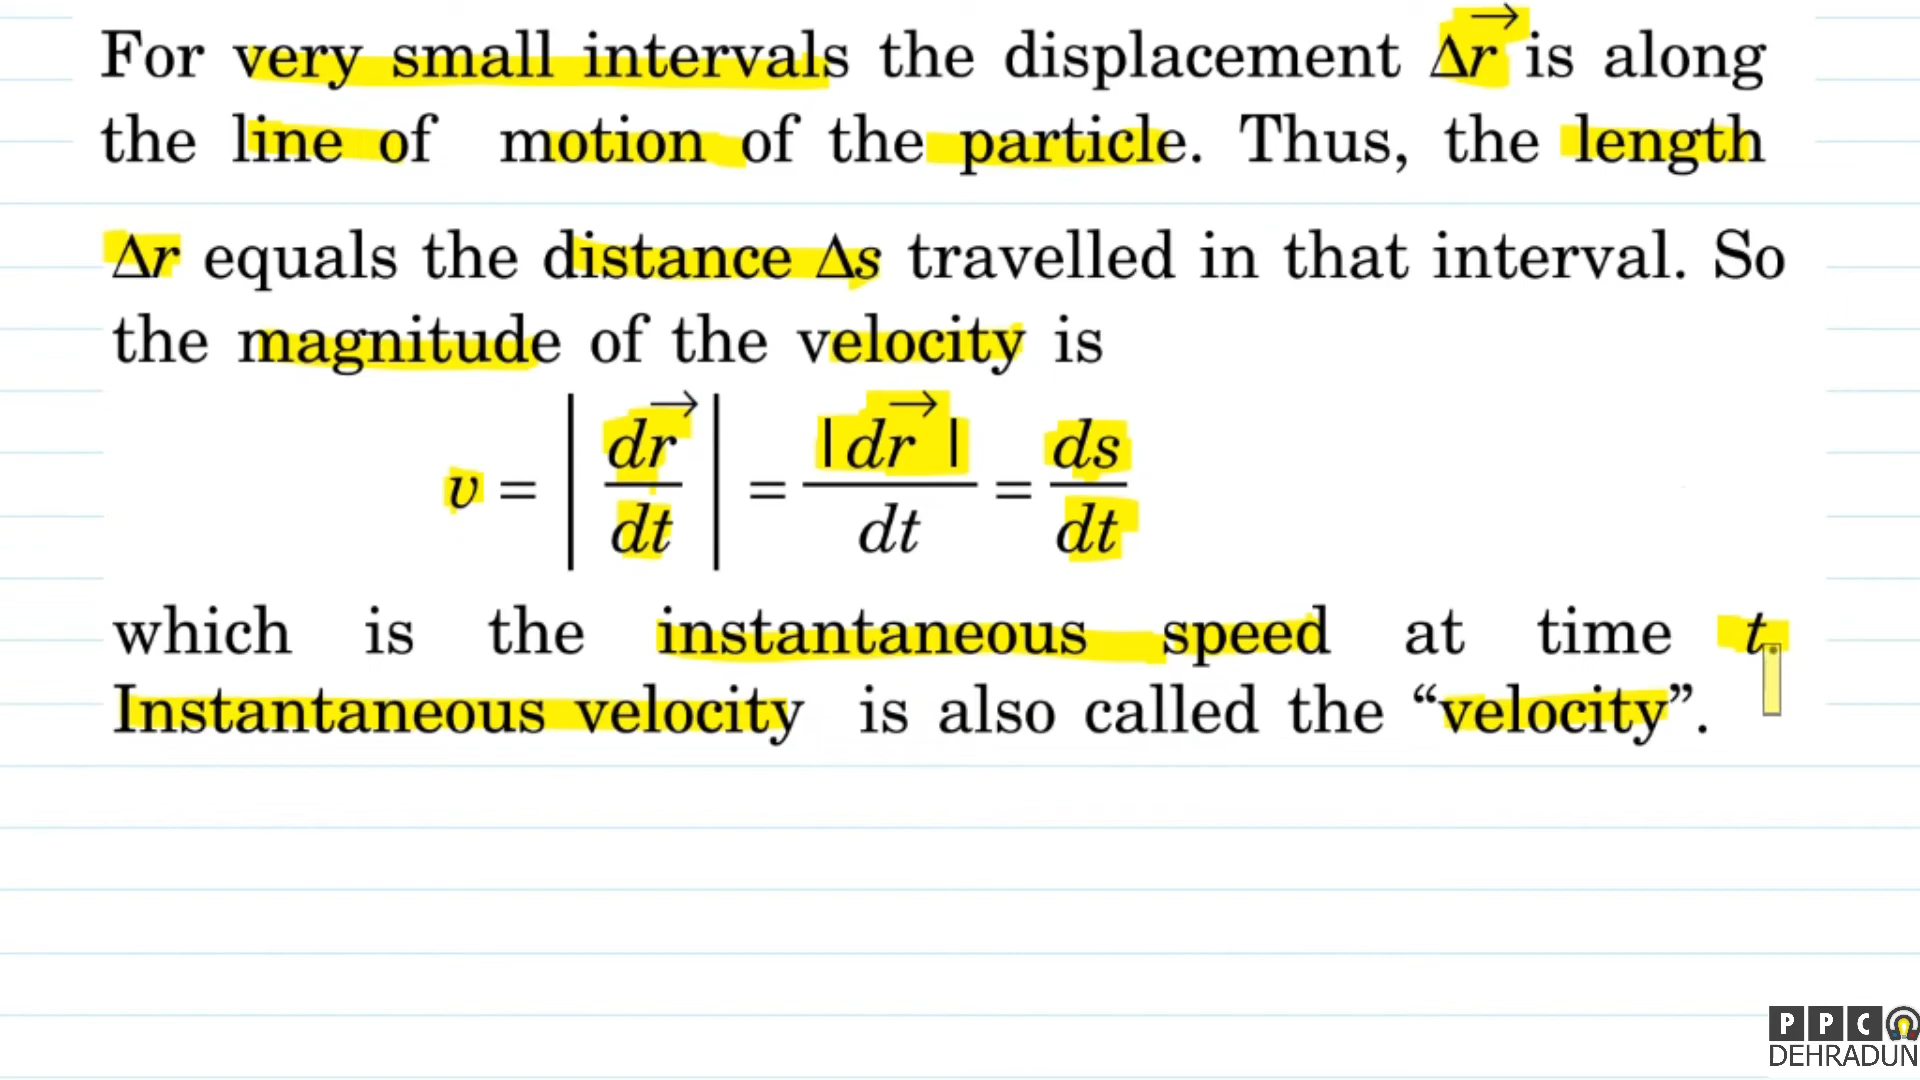 For very small intervals the displacement Δr⃗ is along
the line of motion of the particle. Thus, the length
Δr equals the distance Δs travelled in that interval. So
the magnitude of the velocity is
v = |dr⃗/dt| = |dr⃗|/dt = ds/dt
which is the instantaneous speed at time t.
Instantaneous velocity is also called the “velocity”.
PPC
DEHRADUN